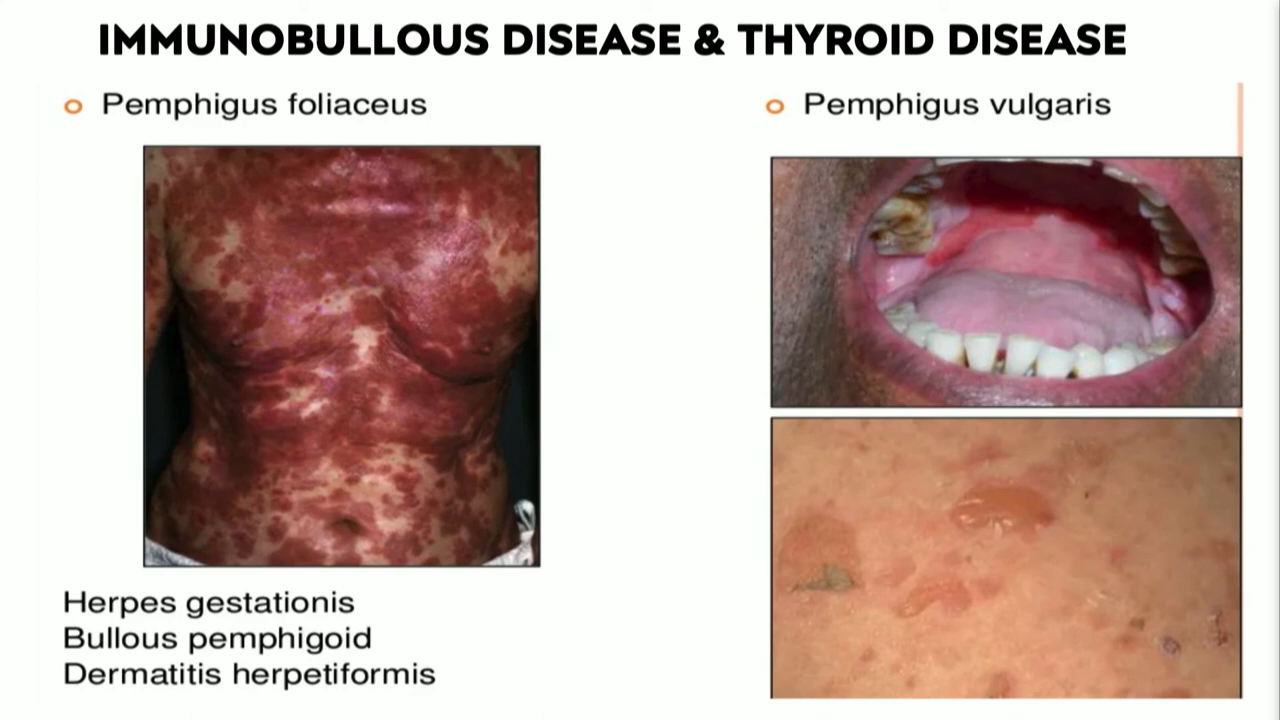 IMMUNOBULLOUS DISEASE & THYROID DISEASE
Pemphigus foliaceus
Pemphigus vulgaris
Herpes gestationis
Bullous pemphigoid
Dermatitis herpetiformis